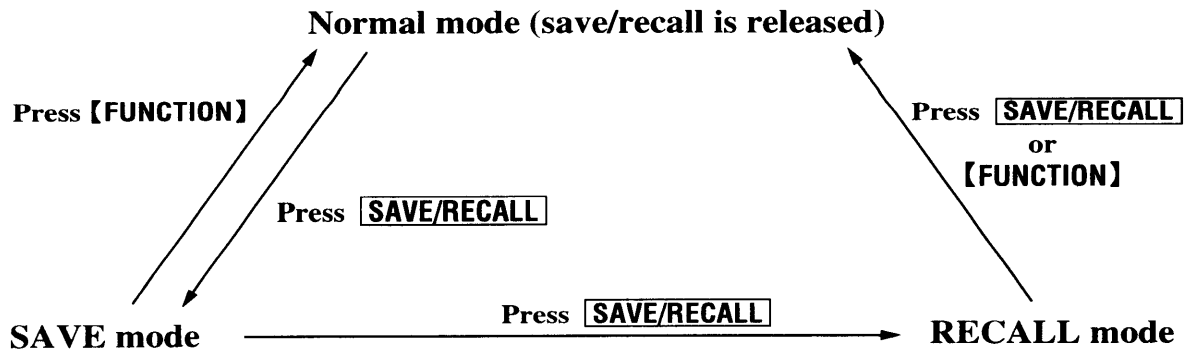 Normal mode (save/recall is released)
Press【FUNCTION】
Press SAVE/RECALL
or
【FUNCTION】
Press SAVE/RECALL
Press SAVE/RECALL
SAVE mode
RECALL mode